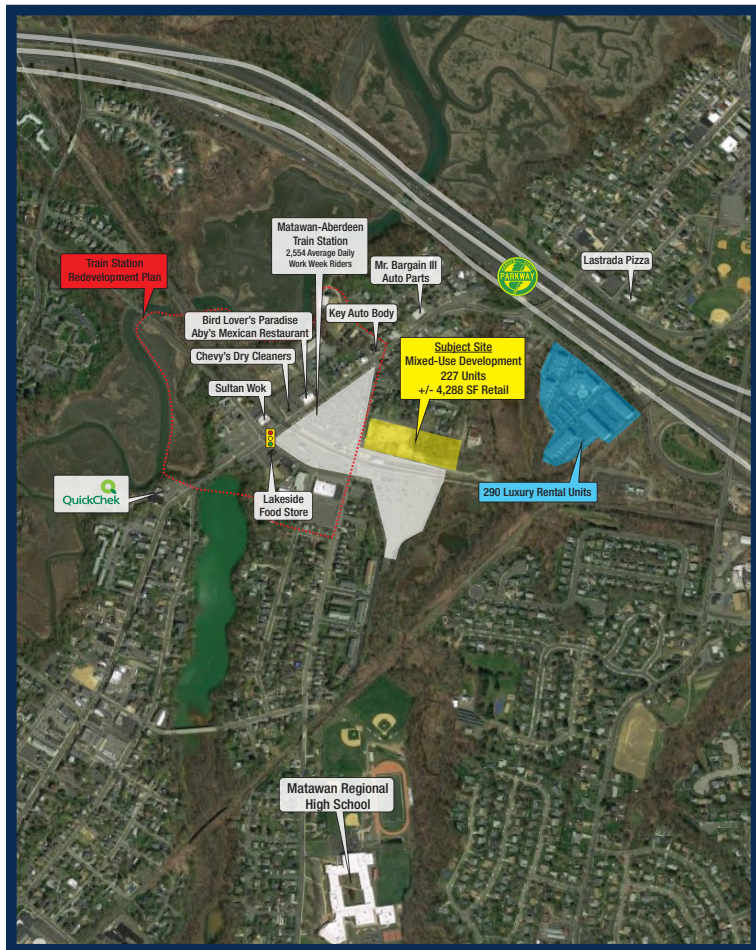 Matawan-Aberdeen
Train Station
2,554 Average Daily
Work Week Riders
Train Station
Redevelopment Plan
Mr. Bargain III
Auto Parts
Lastrada Pizza
PARKWAY
Bird Lover's Paradise
Aby's Mexican Restaurant
Key Auto Body
Chevy's Dry Cleaners
Subject Site
Mixed-Use Development
227 Units
+/- 4,288 SF Retail
Sultan Wok
QuickChek
Lakeside
Food Store
290 Luxury Rental Units
Matawan Regional
High School